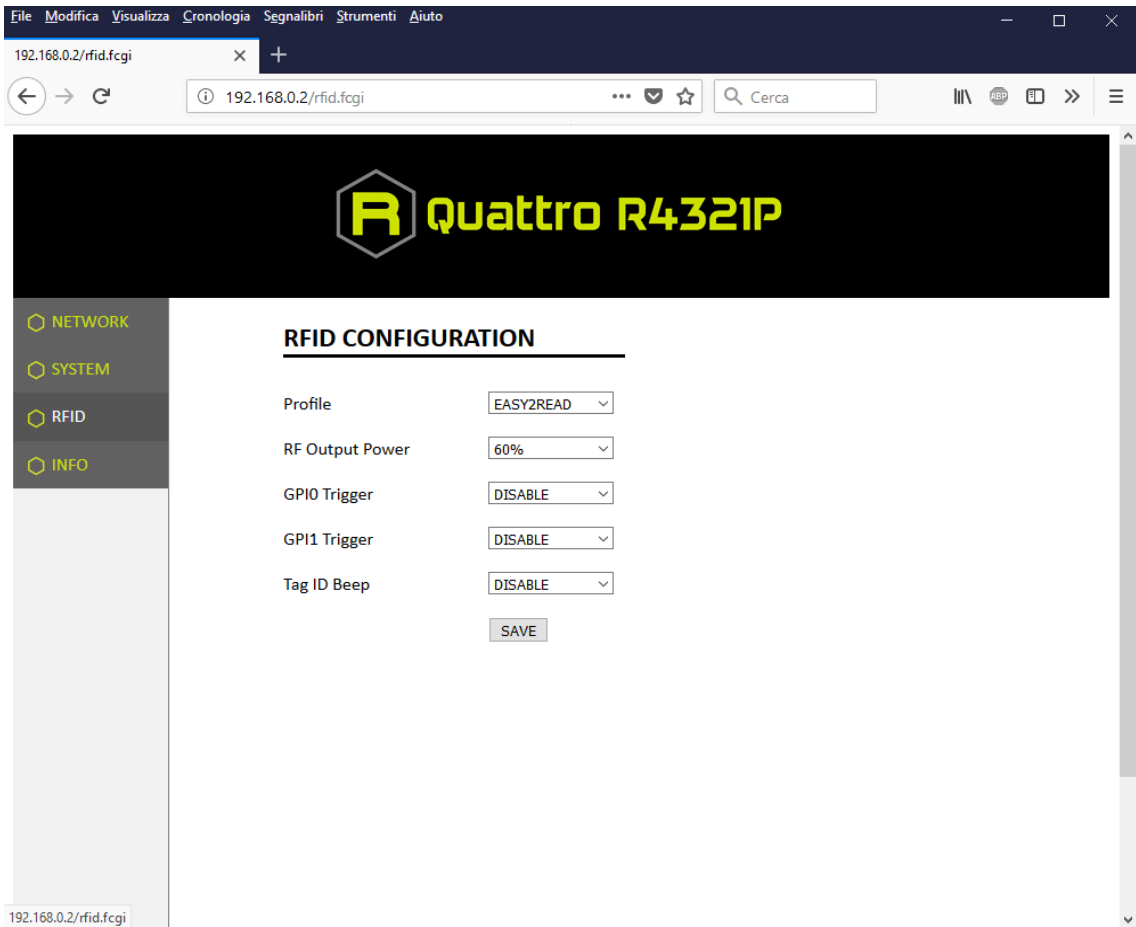 File Modifica Visualizza Cronologia Segnalibri Strumenti Aiuto
192.168.0.2/rfid.fcgi
192.168.0.2/rfid.fcgi
Cerca
ABP
R Quattro R4321P
NETWORK
SYSTEM
RFID
INFO
RFID CONFIGURATION
Profile EASY2READ
RF Output Power 60%
GPI0 Trigger DISABLE
GPI1 Trigger DISABLE
Tag ID Beep DISABLE
SAVE
192.168.0.2/rfid.fcgi